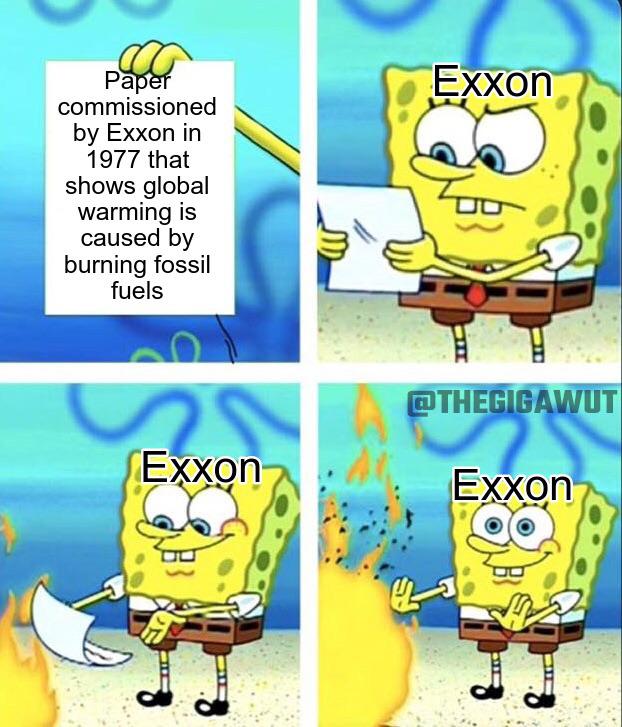 Paper
commissioned
by Exxon in
1977 that
shows global
warming is
caused by
burning fossil
fuels
Exxon
Exxon
@THEGIGAWUT
Exxon